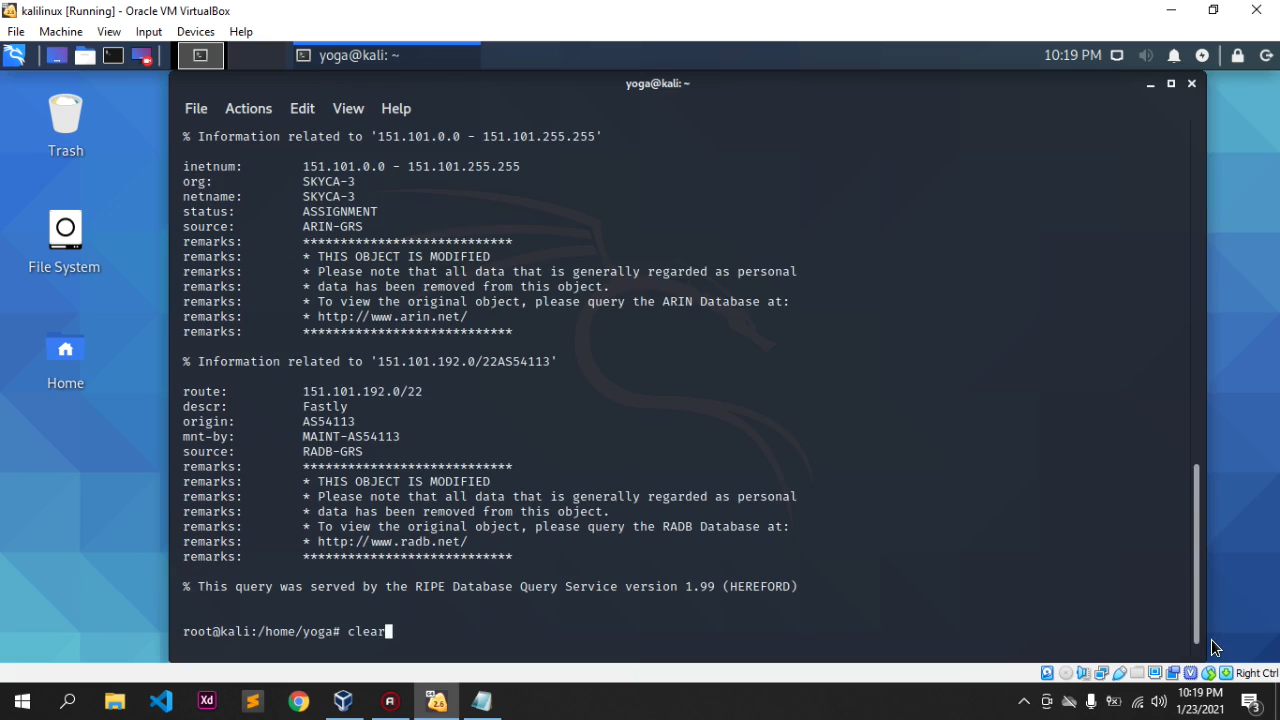 kalilinux [Running] - Oracle VM VirtualBox
File Machine View Input Devices Help
yoga@kali: ~
10:19 PM
yoga@kali: ~
File Actions Edit View Help
Trash
File System
Home
% Information related to '151.101.0.0 - 151.101.255.255'
inetnum: 151.101.0.0 - 151.101.255.255
org: SKYCA-3
netname: SKYCA-3
status: ASSIGNMENT
source: ARIN-GRS
remarks: ****************************
remarks: * THIS OBJECT IS MODIFIED
remarks: * Please note that all data that is generally regarded as personal
remarks: * data has been removed from this object.
remarks: * To view the original object, please query the ARIN Database at:
remarks: * http://www.arin.net/
remarks: ****************************
% Information related to '151.101.192.0/22AS54113'
route: 151.101.192.0/22
descr: Fastly
origin: AS54113
mnt-by: MAINT-AS54113
source: RADB-GRS
remarks: ****************************
remarks: * THIS OBJECT IS MODIFIED
remarks: * Please note that all data that is generally regarded as personal
remarks: * data has been removed from this object.
remarks: * To view the original object, please query the RADB Database at:
remarks: * http://www.radb.net/
remarks: ****************************
% This query was served by the RIPE Database Query Service version 1.99 (HEREFORD)
root@kali:/home/yoga# clear
Right Ctrl
Xd
A
2.6
10:19 PM
1/23/2021
3